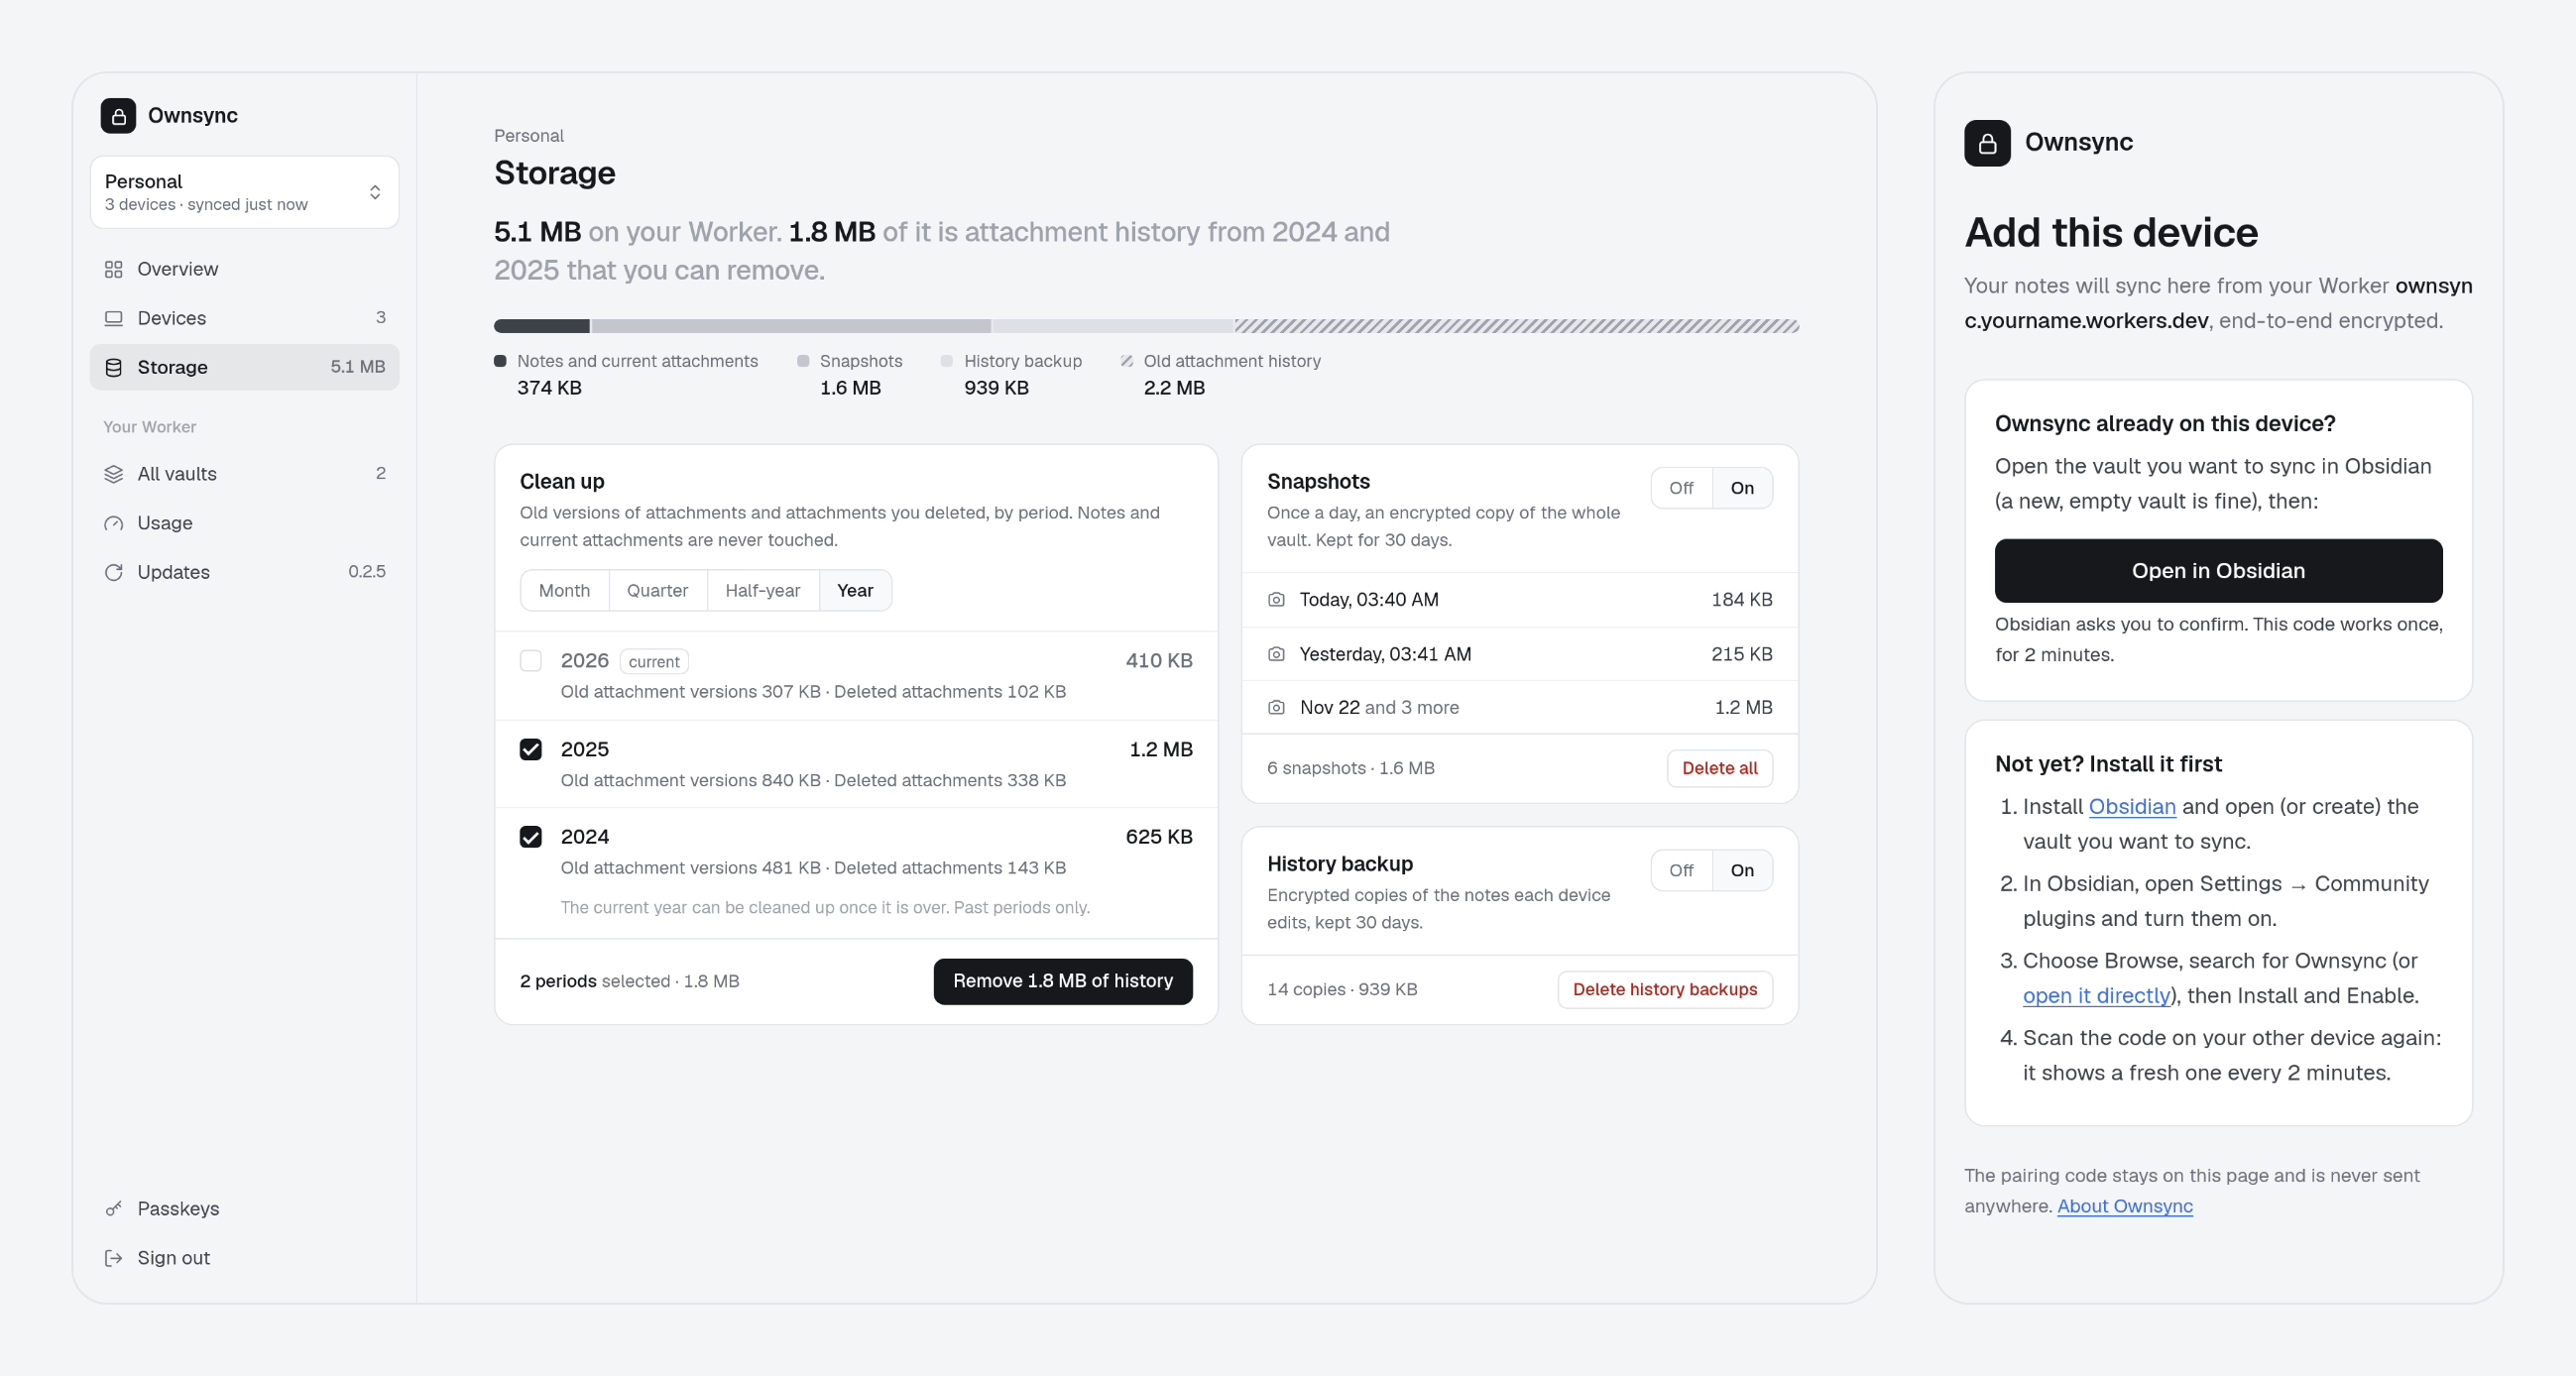 Ownsync
Personal
3 devices · synced just now
Overview
Devices 3
Storage 5.1 MB
Your Worker
All vaults 2
Usage
Updates 0.2.5
Passkeys
Sign out
Personal
Storage
5.1 MB on your Worker. 1.8 MB of it is attachment history from 2024 and
2025 that you can remove.
Notes and current attachments
374 KB
Snapshots
1.6 MB
History backup
939 KB
Old attachment history
2.2 MB
Clean up
Old versions of attachments and attachments you deleted, by period. Notes and
current attachments are never touched.
Month Quarter Half-year Year
2026 current 410 KB
Old attachment versions 307 KB · Deleted attachments 102 KB
2025 1.2 MB
Old attachment versions 840 KB · Deleted attachments 338 KB
2024 625 KB
Old attachment versions 481 KB · Deleted attachments 143 KB
The current year can be cleaned up once it is over. Past periods only.
2 periods selected · 1.8 MB
Remove 1.8 MB of history
Snapshots
Off On
Once a day, an encrypted copy of the whole
vault. Kept for 30 days.
Today, 03:40 AM 184 KB
Yesterday, 03:41 AM 215 KB
Nov 22 and 3 more 1.2 MB
6 snapshots · 1.6 MB
Delete all
History backup
Off On
Encrypted copies of the notes each device
edits, kept 30 days.
14 copies · 939 KB
Delete history backups
Ownsync
Add this device
Your notes will sync here from your Worker ownsyn
c.yourname.workers.dev, end-to-end encrypted.
Ownsync already on this device?
Open the vault you want to sync in Obsidian
(a new, empty vault is fine), then:
Open in Obsidian
Obsidian asks you to confirm. This code works once,
for 2 minutes.
Not yet? Install it first
1. Install Obsidian and open (or create) the
vault you want to sync.
2. In Obsidian, open Settings → Community
plugins and turn them on.
3. Choose Browse, search for Ownsync (or
open it directly), then Install and Enable.
4. Scan the code on your other device again:
it shows a fresh one every 2 minutes.
The pairing code stays on this page and is never sent
anywhere. About Ownsync